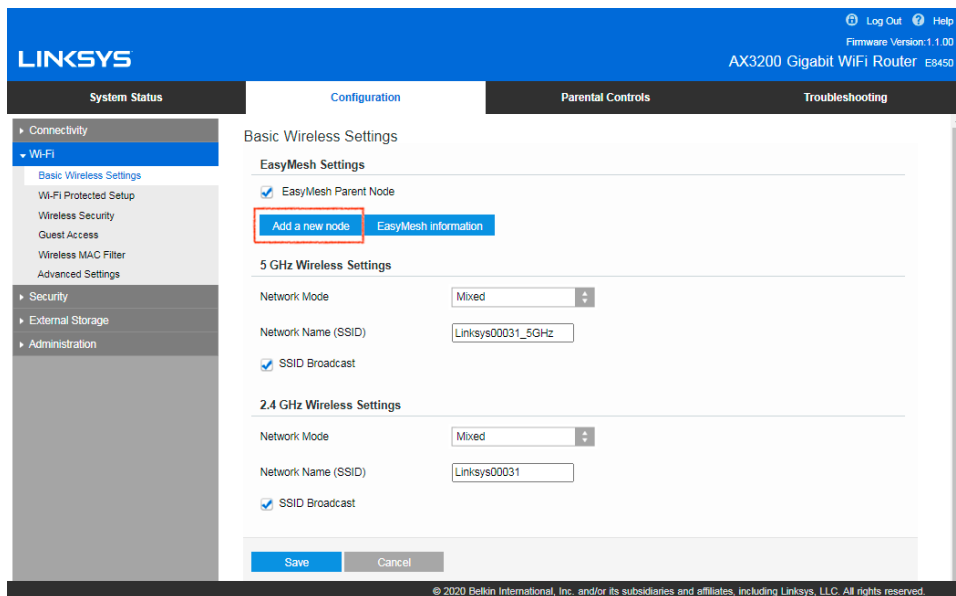 Log Out Help
Firmware Version:1.1.00
LINKSYS
AX3200 Gigabit WiFi Router E8450
System Status Configuration Parental Controls Troubleshooting
Connectivity
Wi-Fi
Basic Wireless Settings
Wi-Fi Protected Setup
Wireless Security
Guest Access
Wireless MAC Filter
Advanced Settings
Security
External Storage
Administration
Basic Wireless Settings
EasyMesh Settings
EasyMesh Parent Node
Add a new node EasyMesh information
5 GHz Wireless Settings
Network Mode Mixed
Network Name (SSID) Linksys00031_5GHz
SSID Broadcast
2.4 GHz Wireless Settings
Network Mode Mixed
Network Name (SSID) Linksys00031
SSID Broadcast
Save Cancel
© 2020 Belkin International, Inc. and/or its subsidiaries and affiliates, including Linksys, LLC. All rights reserved.